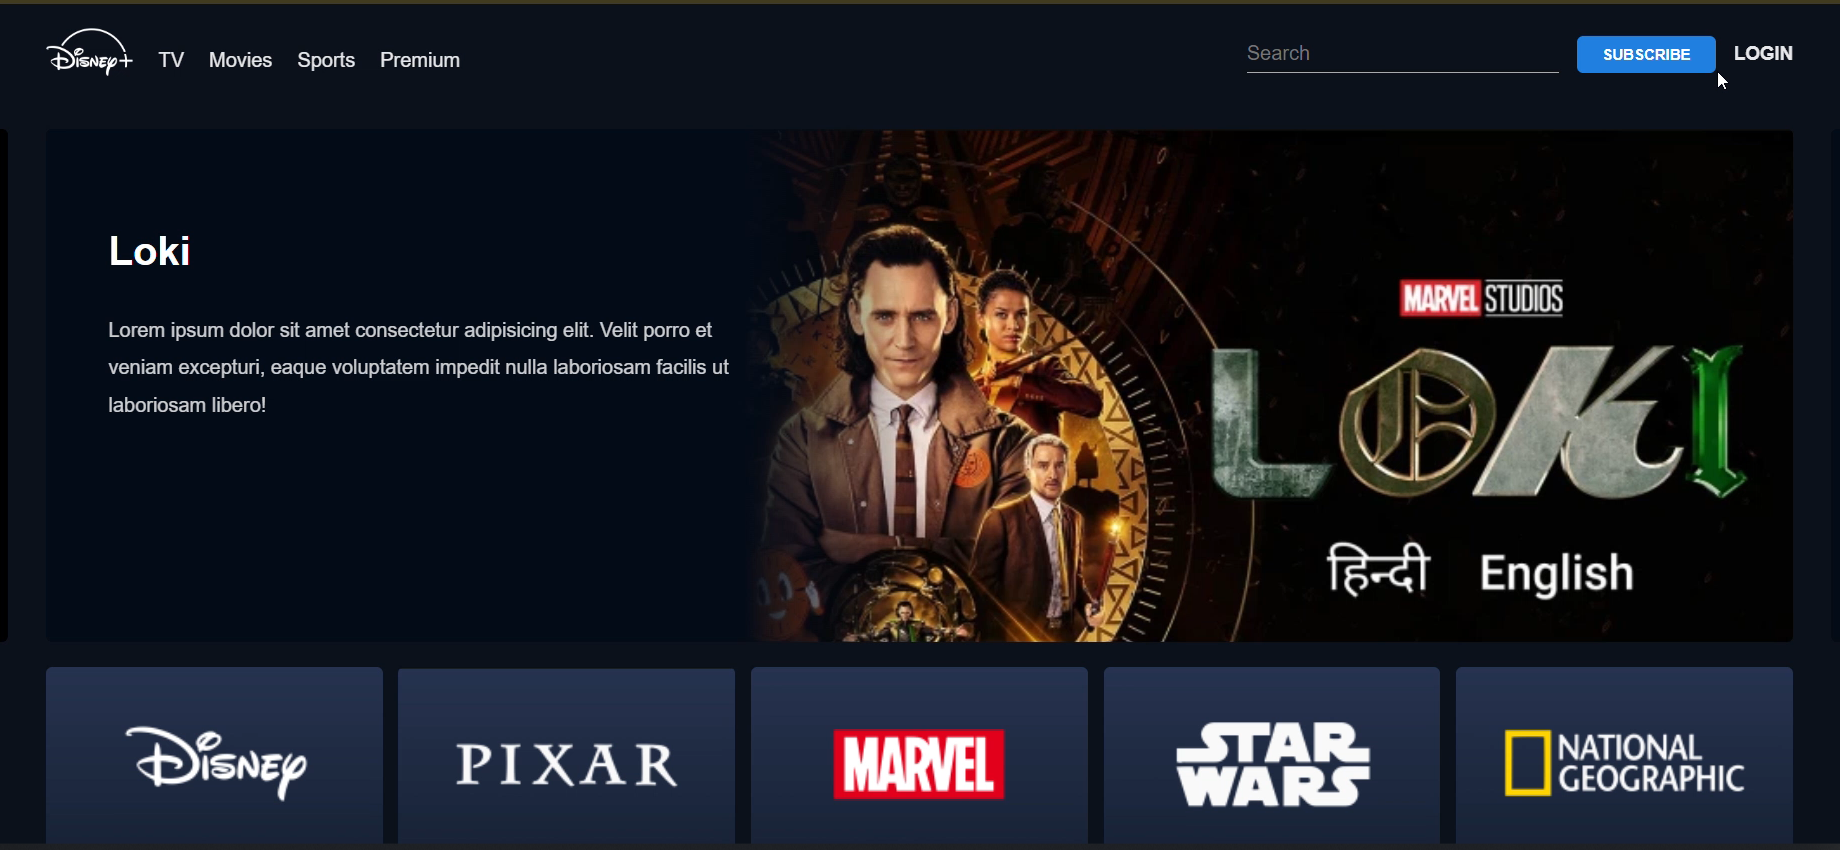 Disney+ TV Movies Sports Premium Search SUBSCRIBE LOGIN
Loki
Lorem ipsum dolor sit amet consectetur adipisicing elit. Velit porro et
veniam excepturi, eaque voluptatem impedit nulla laboriosam facilis ut
laboriosam libero!
MARVEL STUDIOS
LOKI
हिन्दी English
Disney
PIXAR
MARVEL
STAR
WARS
NATIONAL
GEOGRAPHIC